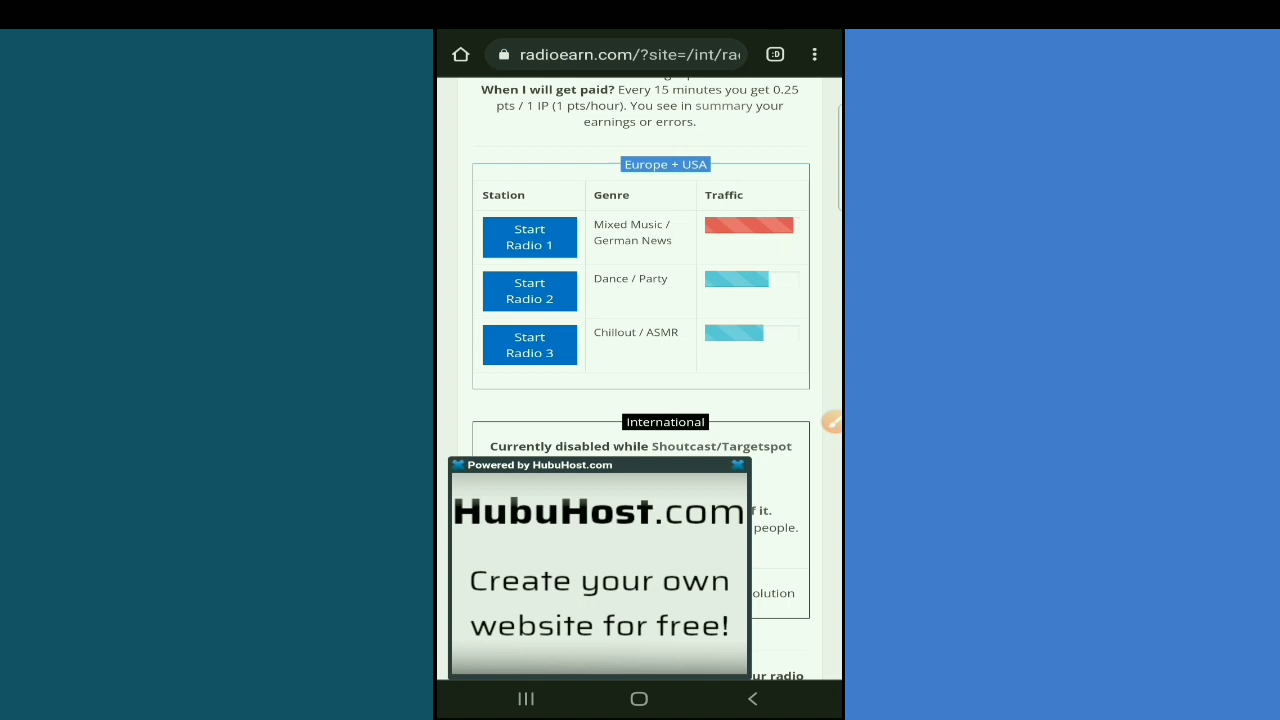 radioearn.com/?site=/int/ra
:D
When I will get paid? Every 15 minutes you get 0.25
pts / 1 IP (1 pts/hour). You see in summary your
earnings or errors.
Europe + USA
Station Genre Traffic
Start
Radio 1
Mixed Music /
German News
Start
Radio 2
Dance / Party
Start
Radio 3
Chillout / ASMR
International
Currently disabled while Shoutcast/Targetspot
Powered by HubuHost.com
HubuHost.com
f it.
people.
Create your own
olution
website for free!
ur radio